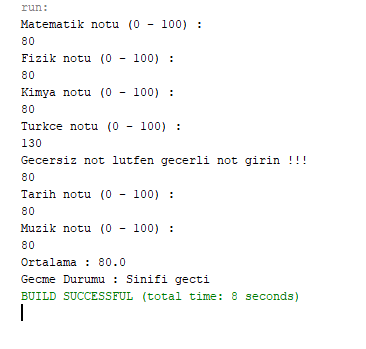 run:
Matematik notu (0 - 100) :
80
Fizik notu (0 - 100) :
80
Kimya notu (0 - 100) :
80
Turkce notu (0 - 100) :
130
Gecersiz not lutfen gecerli not girin !!!
80
Tarih notu (0 - 100) :
80
Muzik notu (0 - 100) :
80
Ortalama : 80.0
Gecme Durumu : Sinifi gecti
BUILD SUCCESSFUL (total time: 8 seconds)